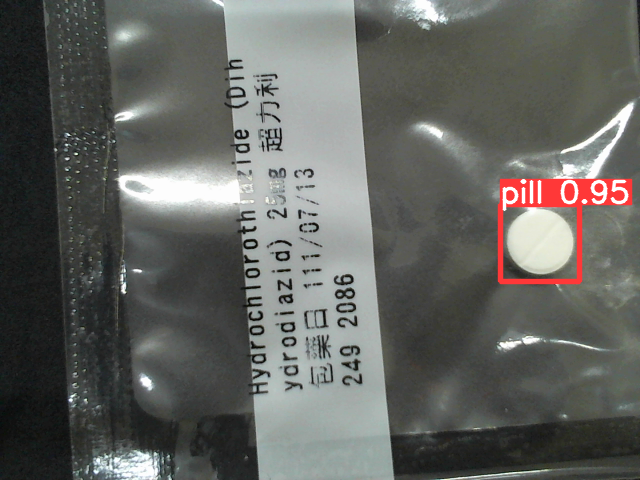 Hydrochlorothiazide (Dih
ydrodiazid) 25mg 超力利
包藥日 111/07/13
249 2086
pill 0.95